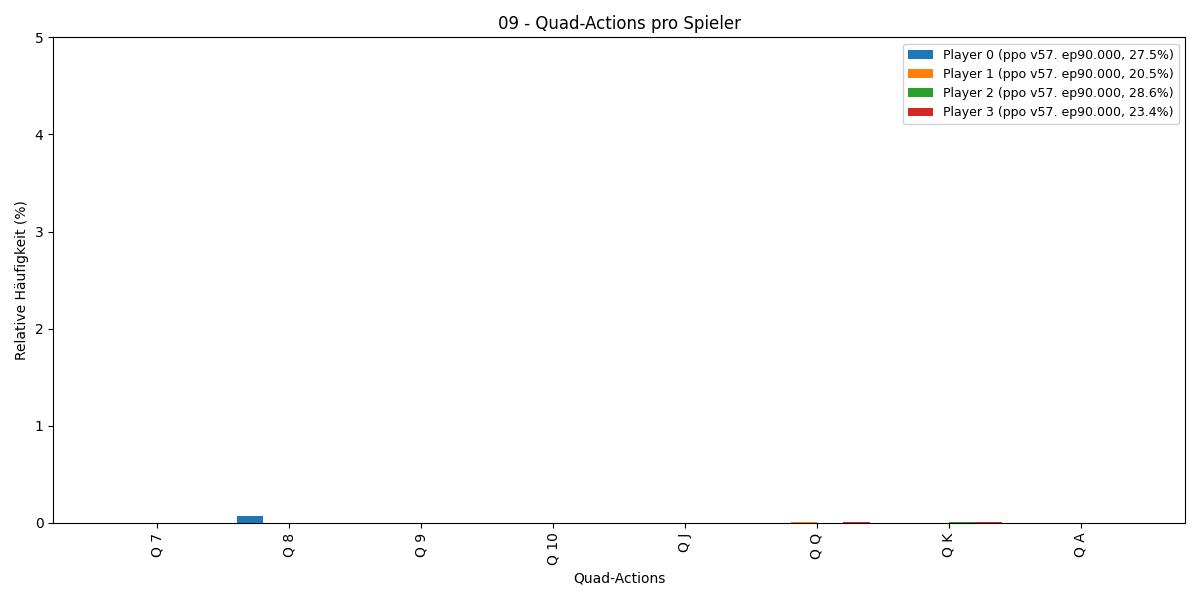 09 - Quad-Actions pro Spieler
Player 0 (ppo v57. ep90.000, 27.5%)
Player 1 (ppo v57. ep90.000, 20.5%)
Player 2 (ppo v57. ep90.000, 28.6%)
Player 3 (ppo v57. ep90.000, 23.4%)
Relative Häufigkeit (%)
5
4
3
2
1
0
Q 7
Q 8
Q 9
Q 10
Q J
Q Q
Q K
Q A
Quad-Actions